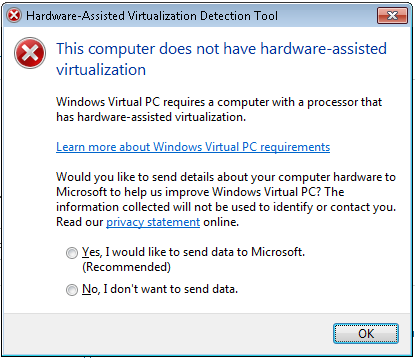 Hardware-Assisted Virtualization Detection Tool
This computer does not have hardware-assisted
virtualization
Windows Virtual PC requires a computer with a processor that
has hardware-assisted virtualization.
Learn more about Windows Virtual PC requirements
Would you like to send details about your computer hardware to
Microsoft to help us improve Windows Virtual PC? The
information collected will not be used to identify or contact you.
Read our privacy statement online.
Yes, I would like to send data to Microsoft.
(Recommended)
No, I don't want to send data.
OK